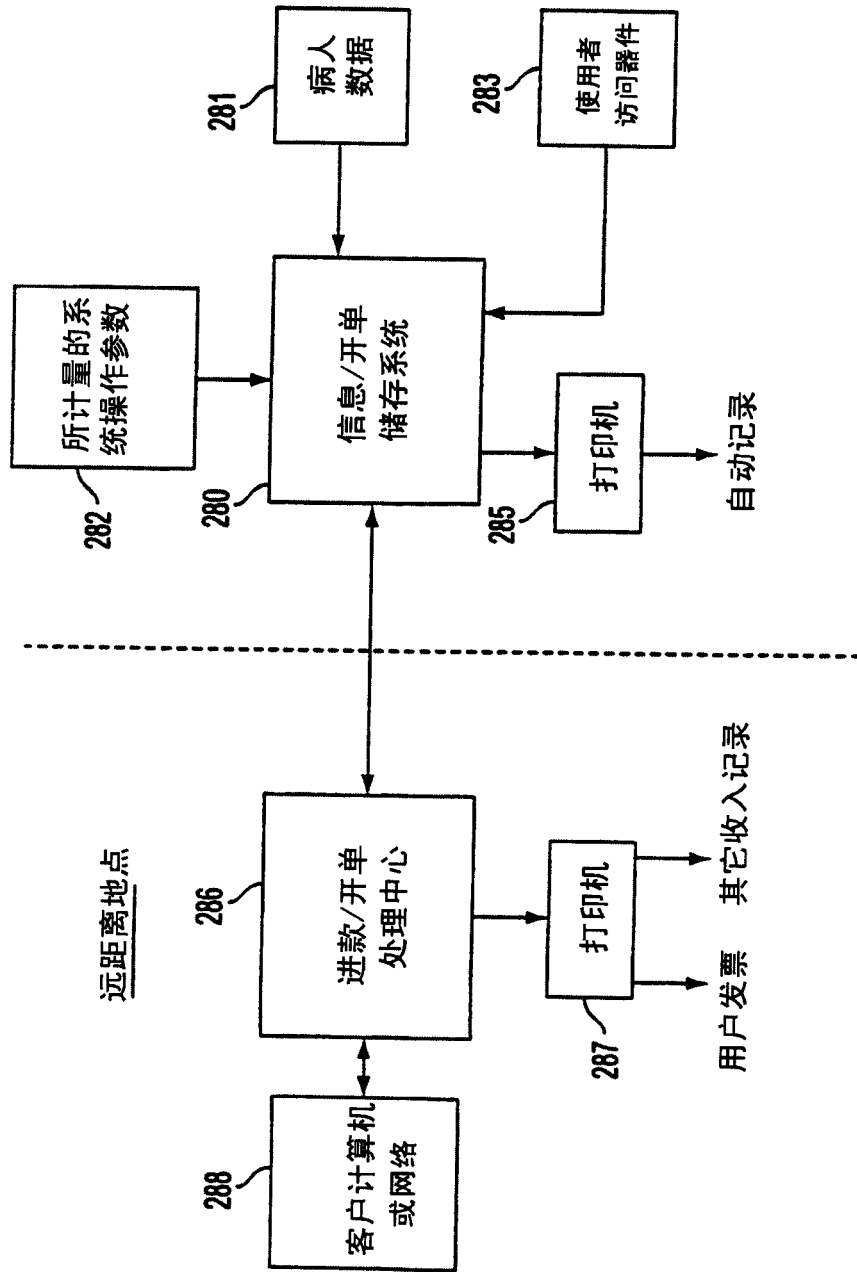 远距离地点
288
客户计算机
或网络
286
进款/开单
处理中心
287
打印机
用户发票
其它收入记录
282
所计量的系
统操作参数
280
信息/开单
储存系统
281
病人
数据
283
使用者
访问器件
285
打印机
自动记录